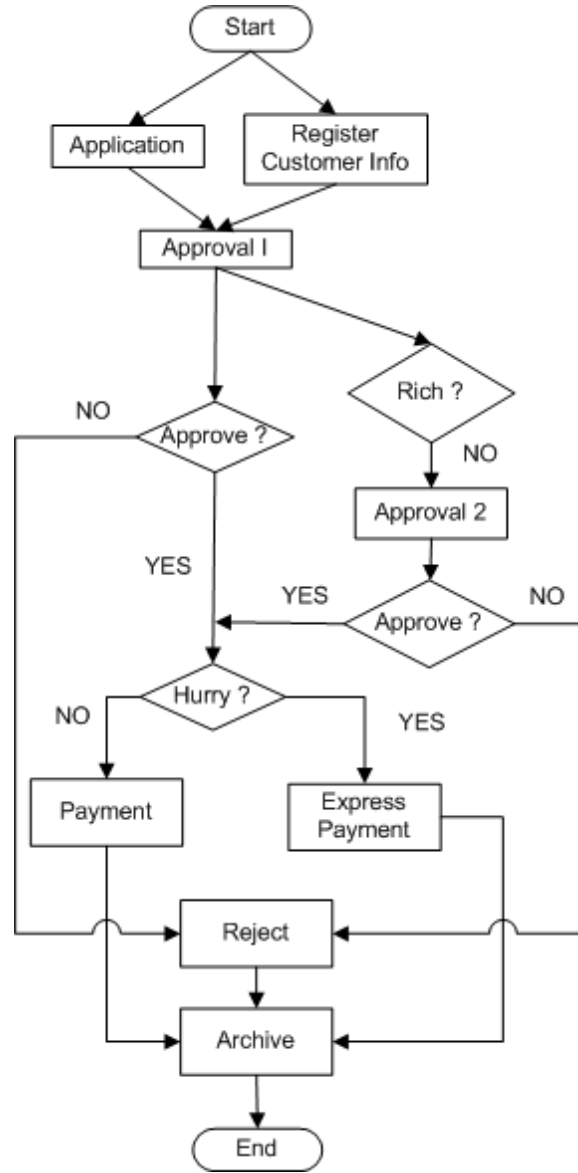 Start
Application
Register
Customer Info
Approval I
Rich ?
NO
Approve ?
NO
Approval 2
YES
YES
NO
Approve ?
Hurry ?
NO
YES
Payment
Express
Payment
Reject
Archive
End